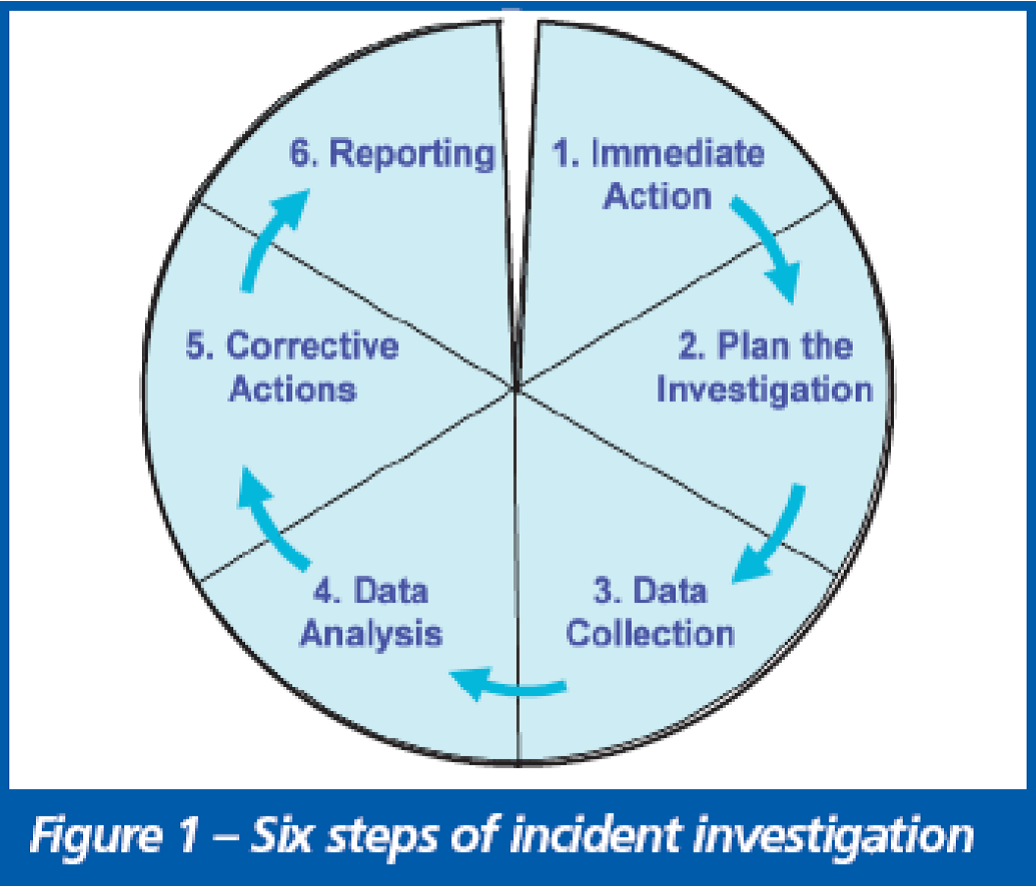 1. Immediate
Action
2. Plan the
Investigation
3. Data
Collection
4. Data
Analysis
5. Corrective
Actions
6. Reporting
Figure 1 – Six steps of incident investigation